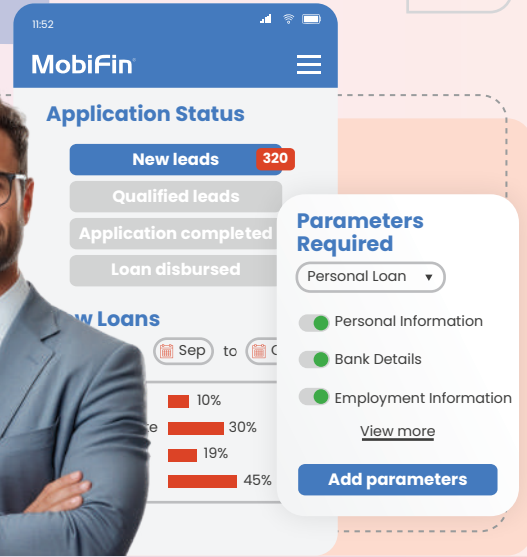 11:52
MobiFin
Application Status
New leads 320
Qualified leads
Application completed
Loan disbursed
w Loans
Sep to
10%
30%
19%
45%
Parameters
Required
Personal Loan
Personal Information
Bank Details
Employment Information
View more
Add parameters